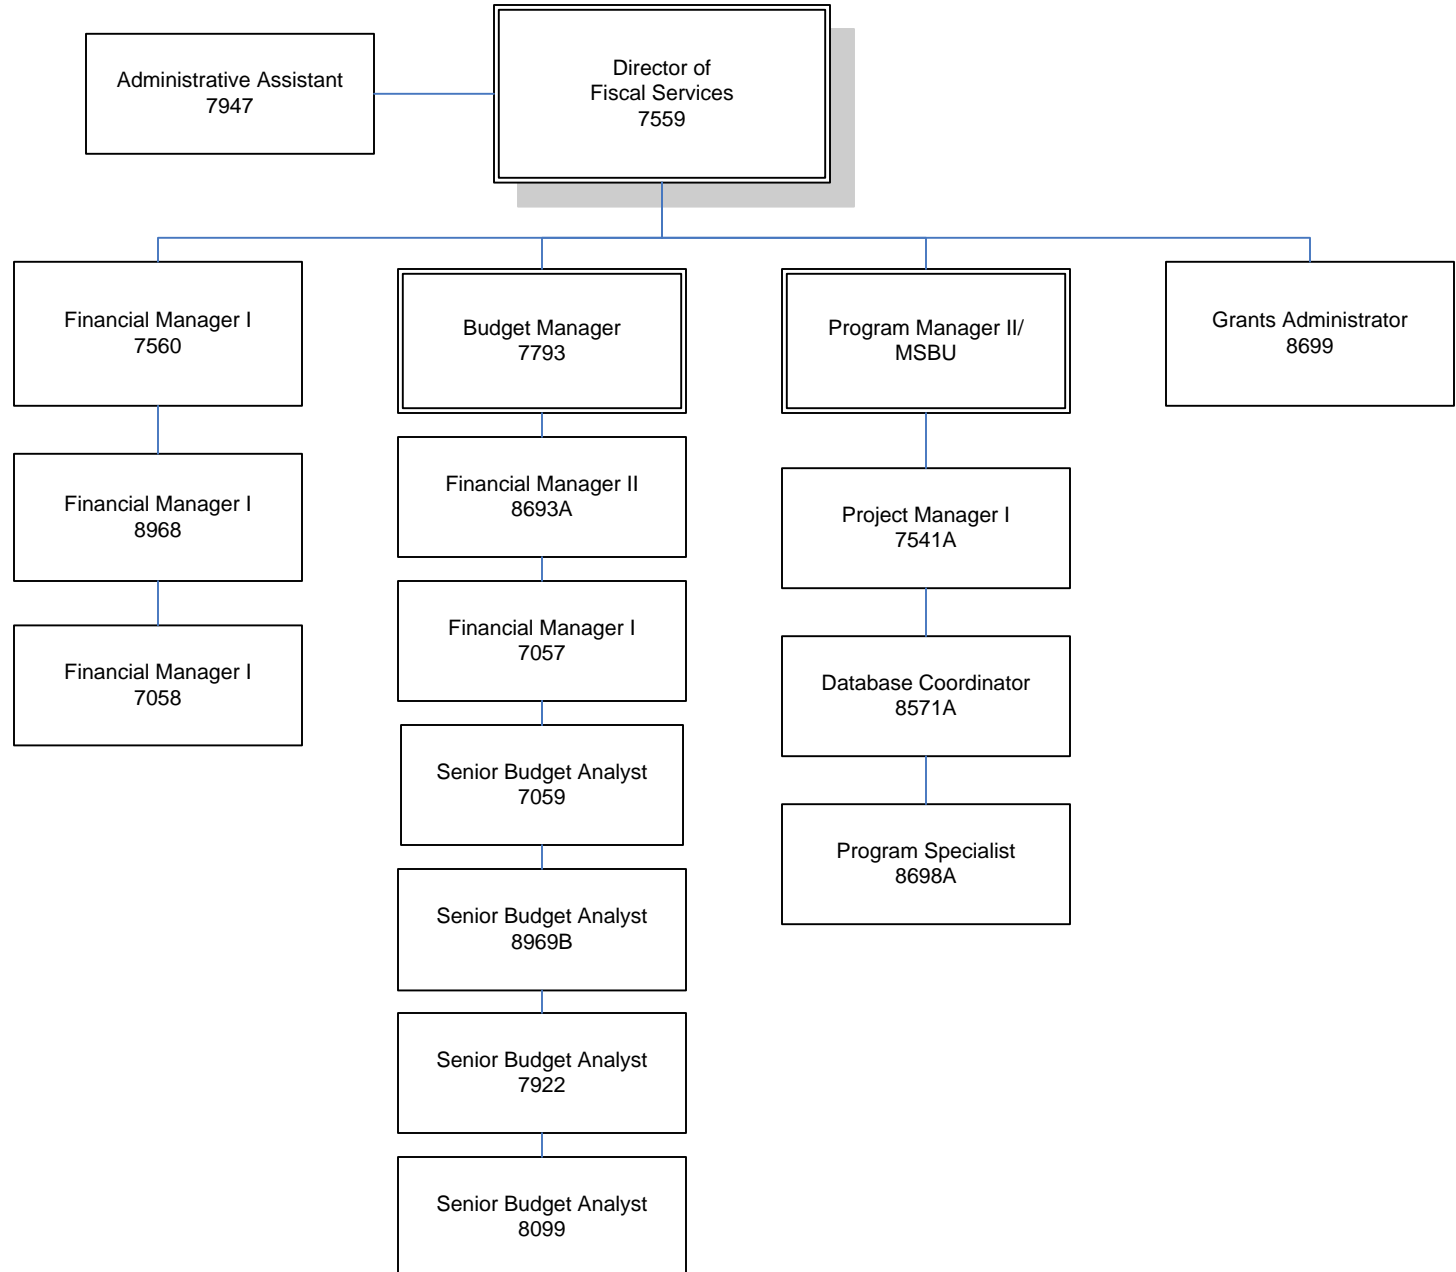 Administrative Assistant
7947
Director of
Fiscal Services
7559
Financial Manager I
7560
Budget Manager
7793
Program Manager II/
MSBU
Grants Administrator
8699
Financial Manager I
8968
Financial Manager II
8693A
Project Manager I
7541A
Financial Manager I
7058
Financial Manager I
7057
Database Coordinator
8571A
Senior Budget Analyst
7059
Program Specialist
8698A
Senior Budget Analyst
8969B
Senior Budget Analyst
7922
Senior Budget Analyst
8099